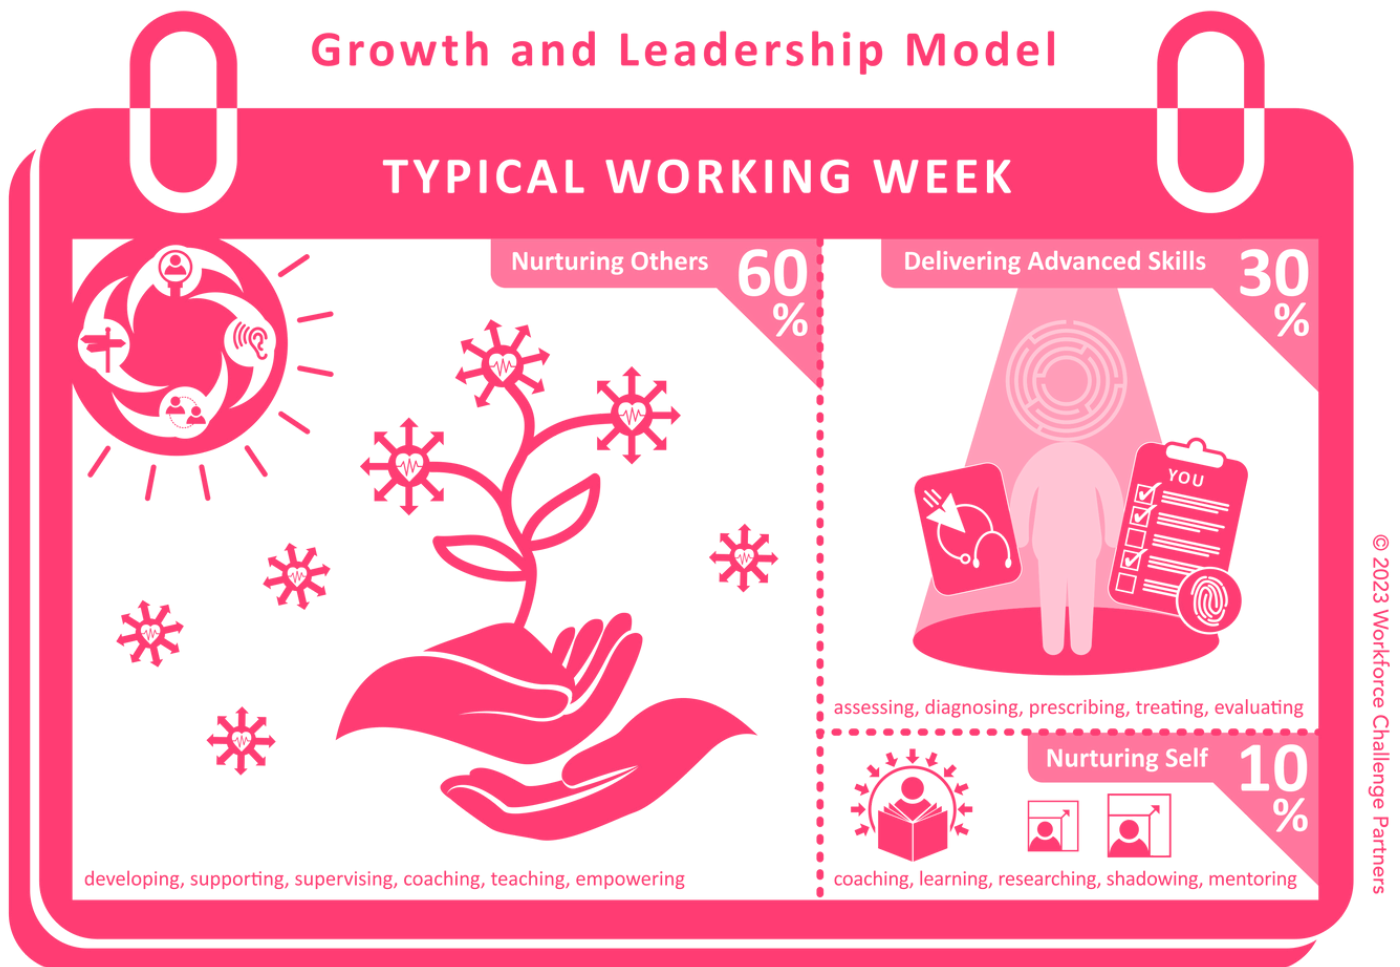 Growth and Leadership Model
TYPICAL WORKING WEEK
Nurturing Others
60
%
developing, supporting, supervising, coaching, teaching, empowering
Delivering Advanced Skills
30
%
YOU
assessing, diagnosing, prescribing, treating, evaluating
Nurturing Self
10
%
coaching, learning, researching, shadowing, mentoring
© 2023 Workforce Challenge Partners